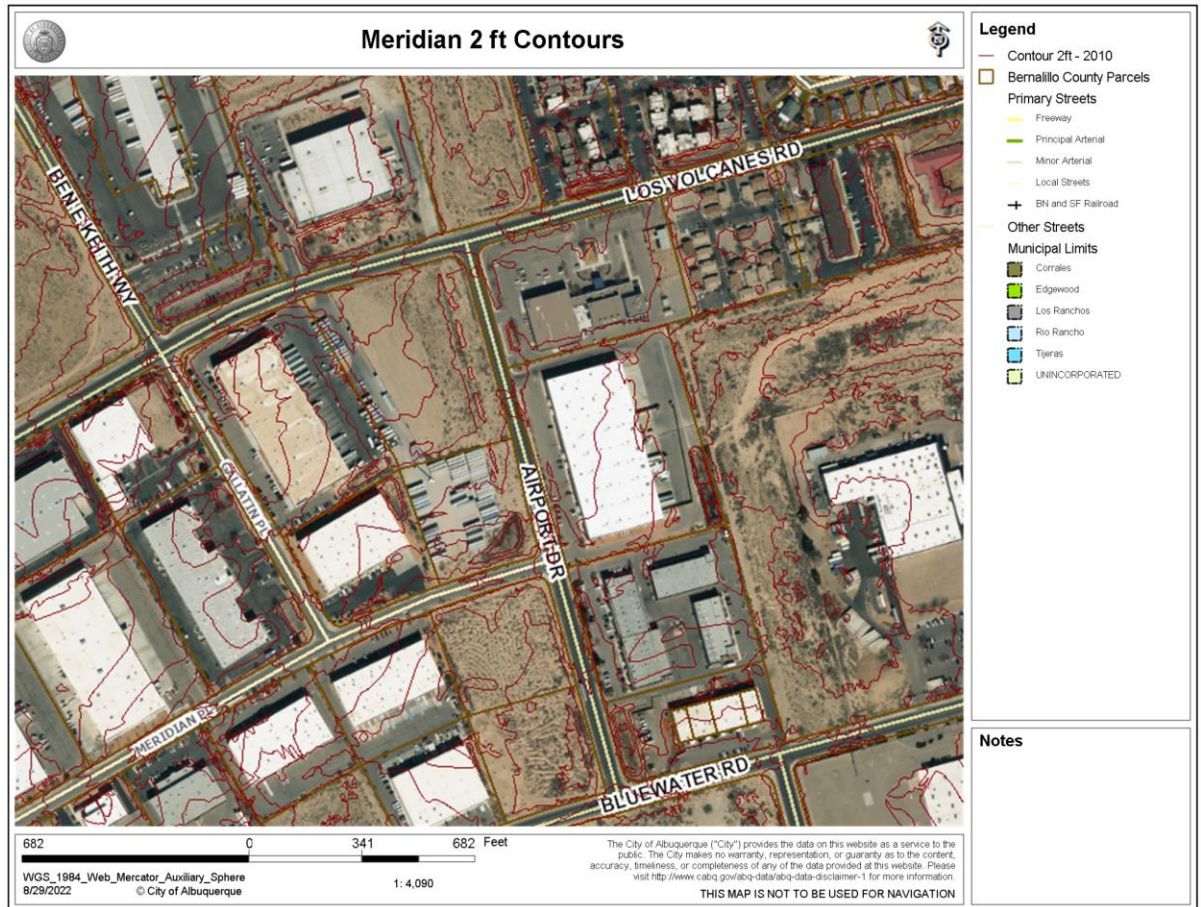 Meridian 2 ft Contours
BEN E KEITH WY
LOS VOLCANES RD
GALLATIN PL
AIRPORT DR
MERIDIAN PL
BLUEWATER RD
682 0 341 682 Feet
WGS_1984_Web_Mercator_Auxiliary_Sphere
8/29/2022 © City of Albuquerque
1: 4,090
The City of Albuquerque ("City") provides the data on this website as a service to the
public. The City makes no warranty, representation, or guaranty as to the content,
accuracy, timeliness, or completeness of any of the data provided at this website. Please
visit http://www.cabq.gov/abq-data/abq-data-disclaimer-1 for more information.
THIS MAP IS NOT TO BE USED FOR NAVIGATION
Legend
Contour 2ft - 2010
Bernalillo County Parcels
Primary Streets
Freeway
Principal Arterial
Minor Arterial
Local Streets
BN and SF Railroad
Other Streets
Municipal Limits
Corrales
Edgewood
Los Ranchos
Rio Rancho
Tijeras
UNINCORPORATED
Notes